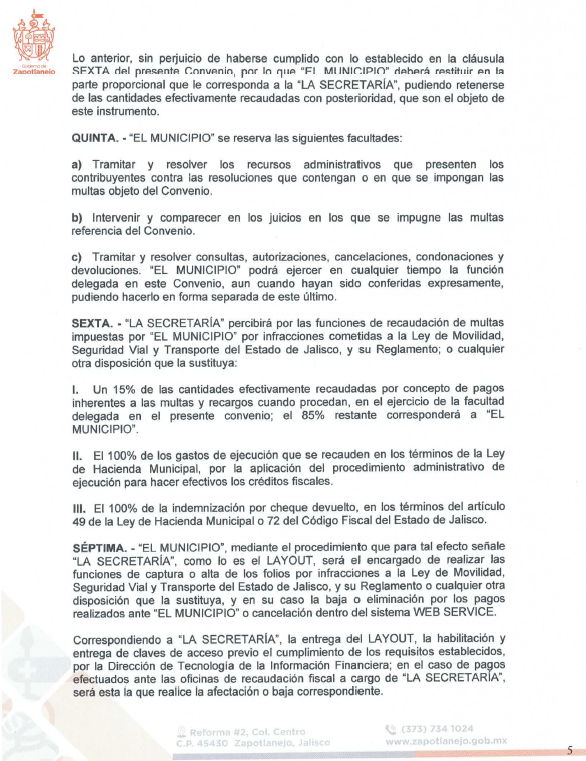 Gobierno de
Zapotlanejo
Lo anterior, sin perjuicio de haberse cumplido con lo establecido en la cláusula
SEXTA del presente Convenio, por lo que "EL MUNICIPIO" deberá restituir en la
parte proporcional que le corresponda a la "LA SECRETARÍA", pudiendo retenerse
de las cantidades efectivamente recaudadas con posterioridad, que son el objeto de
este instrumento.
QUINTA. - "EL MUNICIPIO" se reserva las siguientes facultades:
a) Tramitar y resolver los recursos administrativos que presenten los
contribuyentes contra las resoluciones que contengan o en que se impongan las
multas objeto del Convenio.
b) Intervenir y comparecer en los juicios en los que se impugne las multas
referencia del Convenio.
c) Tramitar y resolver consultas, autorizaciones, cancelaciones, condonaciones y
devoluciones. "EL MUNICIPIO" podrá ejercer en cualquier tiempo la función
delegada en este Convenio, aun cuando hayan sido conferidas expresamente,
pudiendo hacerlo en forma separada de este último.
SEXTA. - "LA SECRETARÍA" percibirá por las funciones de recaudación de multas
impuestas por "EL MUNICIPIO" por infracciones cometidas a la Ley de Movilidad,
Seguridad Vial y Transporte del Estado de Jalisco, y su Reglamento; o cualquier
otra disposición que la sustituya:
I. Un 15% de las cantidades efectivamente recaudadas por concepto de pagos
inherentes a las multas y recargos cuando procedan, en el ejercicio de la facultad
delegada en el presente convenio; el 85% restante corresponderá a "EL
MUNICIPIO".
II. El 100% de los gastos de ejecución que se recauden en los términos de la Ley
de Hacienda Municipal, por la aplicación del procedimiento administrativo de
ejecución para hacer efectivos los créditos fiscales.
III. El 100% de la indemnización por cheque devuelto, en los términos del artículo
49 de la Ley de Hacienda Municipal o 72 del Código Fiscal del Estado de Jalisco.
SÉPTIMA. - "EL MUNICIPIO", mediante el procedimiento que para tal efecto señale
"LA SECRETARÍA", como lo es el LAYOUT, será el encargado de realizar las
funciones de captura o alta de los folios por infracciones a la Ley de Movilidad,
Seguridad Vial y Transporte del Estado de Jalisco, y su Reglamento o cualquier otra
disposición que la sustituya, y en su caso la baja o eliminación por los pagos
realizados ante "EL MUNICIPIO" o cancelación dentro del sistema WEB SERVICE.
Correspondiendo a "LA SECRETARÍA", la entrega del LAYOUT, la habilitación y
entrega de claves de acceso previo el cumplimiento de los requisitos establecidos,
por la Dirección de Tecnología de la Información Financiera; en el caso de pagos
efectuados ante las oficinas de recaudación fiscal a cargo de "LA SECRETARÍA",
será esta la que realice la afectación o baja correspondiente.
Reforma #2, Col. Centro
C.P. 45430 Zapotlanejo, Jalisco
(373) 734 1024
www.zapotlanejo.gob.mx
5